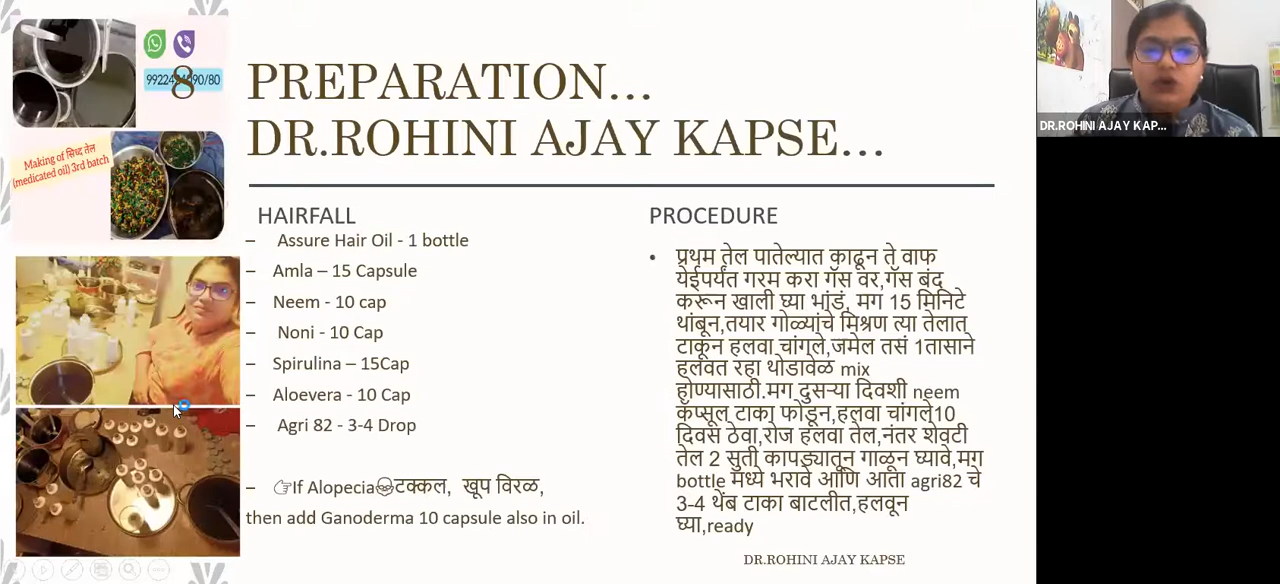 8
PREPARATION...
DR.ROHINI AJAY KAPSE...
Making of सिध्द तेल
(medicated oil) 3rd batch
HAIRFALL
– Assure Hair Oil - 1 bottle
– Amla – 15 Capsule
– Neem - 10 cap
– Noni - 10 Cap
– Spirulina – 15Cap
– Aloevera - 10 Cap
– Agri 82 - 3-4 Drop
– 👉If Alopecia टक्कल, खूप विरळ,
then add Ganoderma 10 capsule also in oil.
PROCEDURE
• प्रथम तेल पातेल्यात काढून ते वाफ
येईपर्यंत गरम करा गॅस वर,गॅस बंद
करून खाली घ्या भांडं, मग 15 मिनिटे
थांबून,तयार गोळ्यांचे मिश्रण त्या तेलात
टाकून हलवा चांगले,जमेल तसं 1तासाने
हलवत रहा थोडावेळ mix
होण्यासाठी.मग दुसऱ्या दिवशी neem
कॅप्सूल टाका फोडून,हलवा चांगले10
दिवस ठेवा,रोज हलवा तेल,नंतर शेवटी
तेल 2 सुती कापड्यातून गाळून घ्यावे,मग
bottle मध्ये भरावे आणि आता agri82 चे
3-4 थेंब टाका बाटलीत,हलवून
घ्या,ready
DR.ROHINI AJAY KAPSE
DR.ROHINI AJAY KAP...